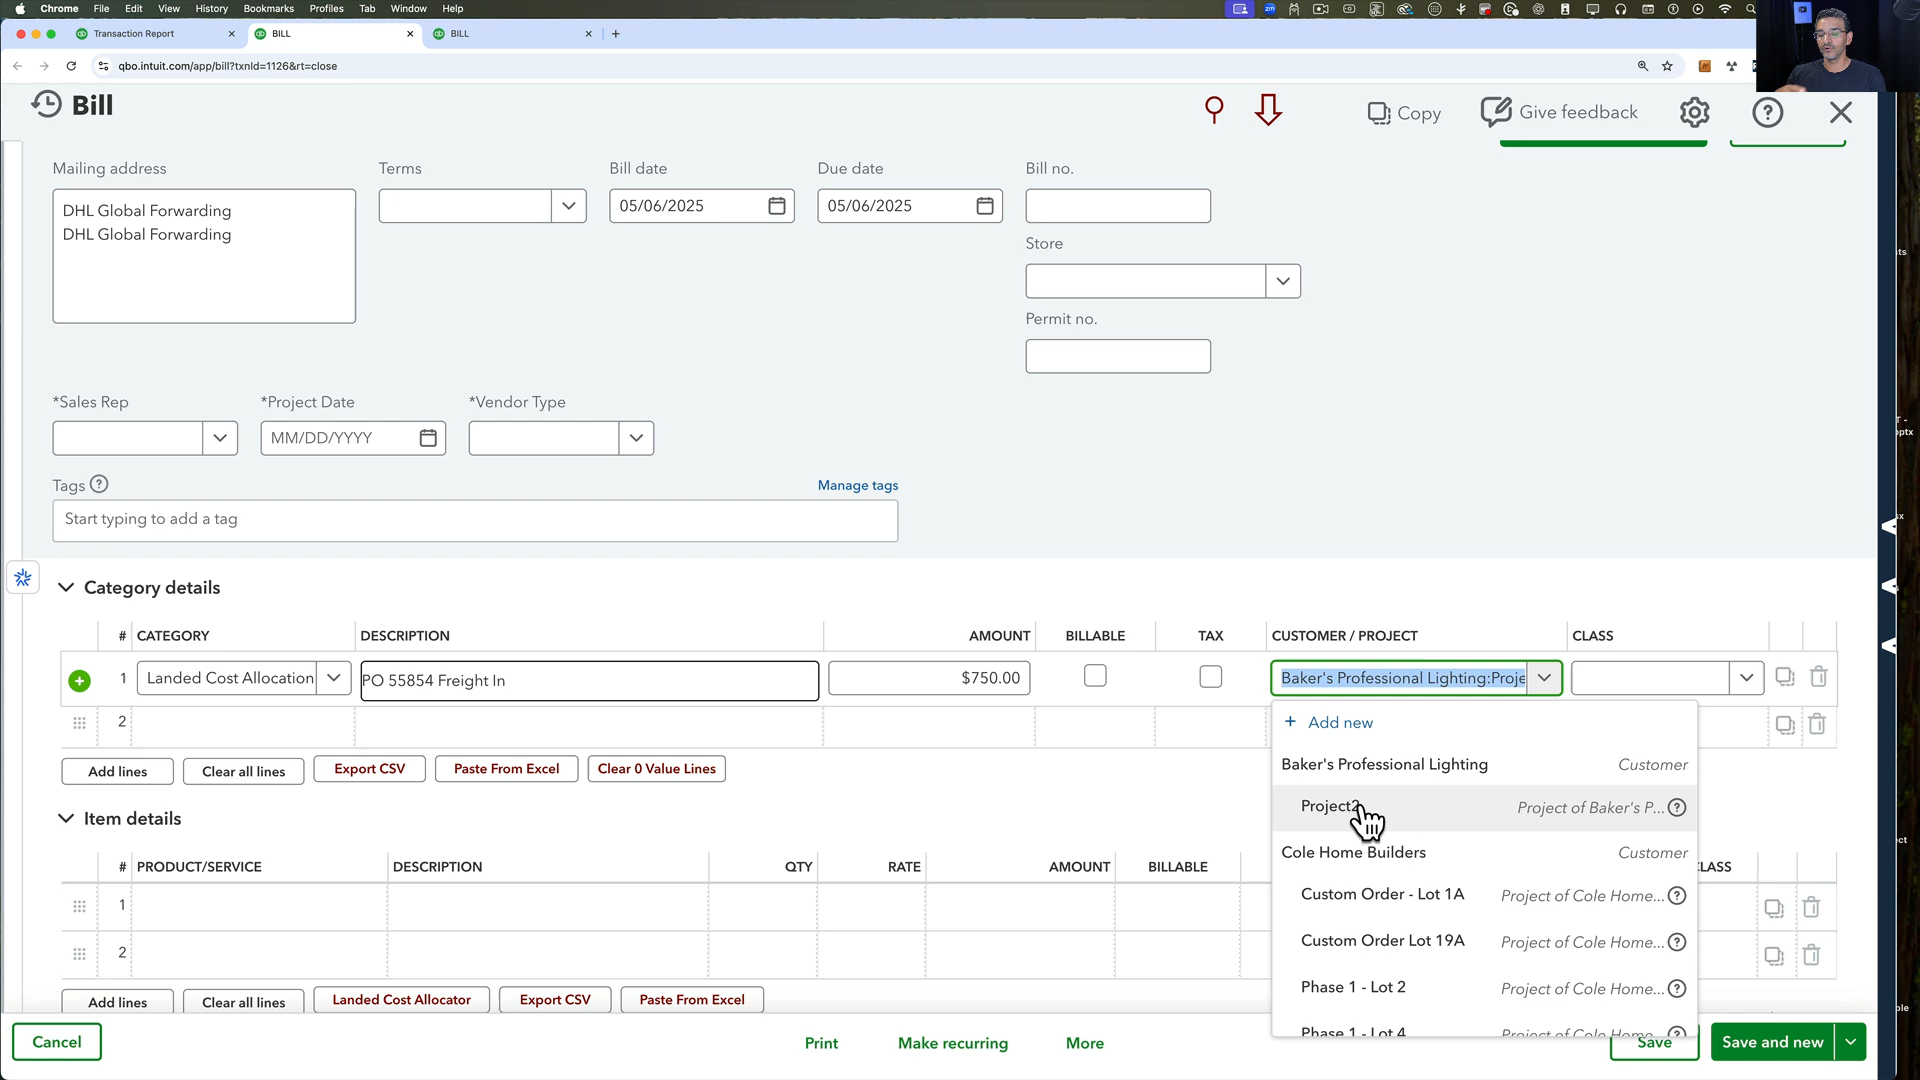 Chrome File Edit View History Bookmarks Profiles Tab Window Help
Transaction Report
BILL
BILL
qbo.intuit.com/app/bill?txnId=1126&rt=close
Bill
Copy
Give feedback
Mailing address
Terms
Bill date
Due date
Bill no.
DHL Global Forwarding
DHL Global Forwarding
05/06/2025
05/06/2025
Store
Permit no.
*Sales Rep
*Project Date
*Vendor Type
MM/DD/YYYY
Tags
Manage tags
Start typing to add a tag
Category details
# CATEGORY DESCRIPTION AMOUNT BILLABLE TAX CUSTOMER / PROJECT CLASS
1 Landed Cost Allocation PO 55854 Freight In $750.00 Baker's Professional Lighting:Proje
2
+ Add new
Baker's Professional Lighting Customer
Project2 Project of Baker's P...
Cole Home Builders Customer
Custom Order - Lot 1A Project of Cole Home...
Custom Order Lot 19A Project of Cole Home...
Phase 1 - Lot 2 Project of Cole Home...
Phase 1 - Lot 4 Project of Cole Home...
Add lines Clear all lines Export CSV Paste From Excel Clear 0 Value Lines
Item details
# PRODUCT/SERVICE DESCRIPTION QTY RATE AMOUNT BILLABLE LASS
1
2
Add lines Clear all lines Landed Cost Allocator Export CSV Paste From Excel
Cancel
Print
Make recurring
More
Save
Save and new